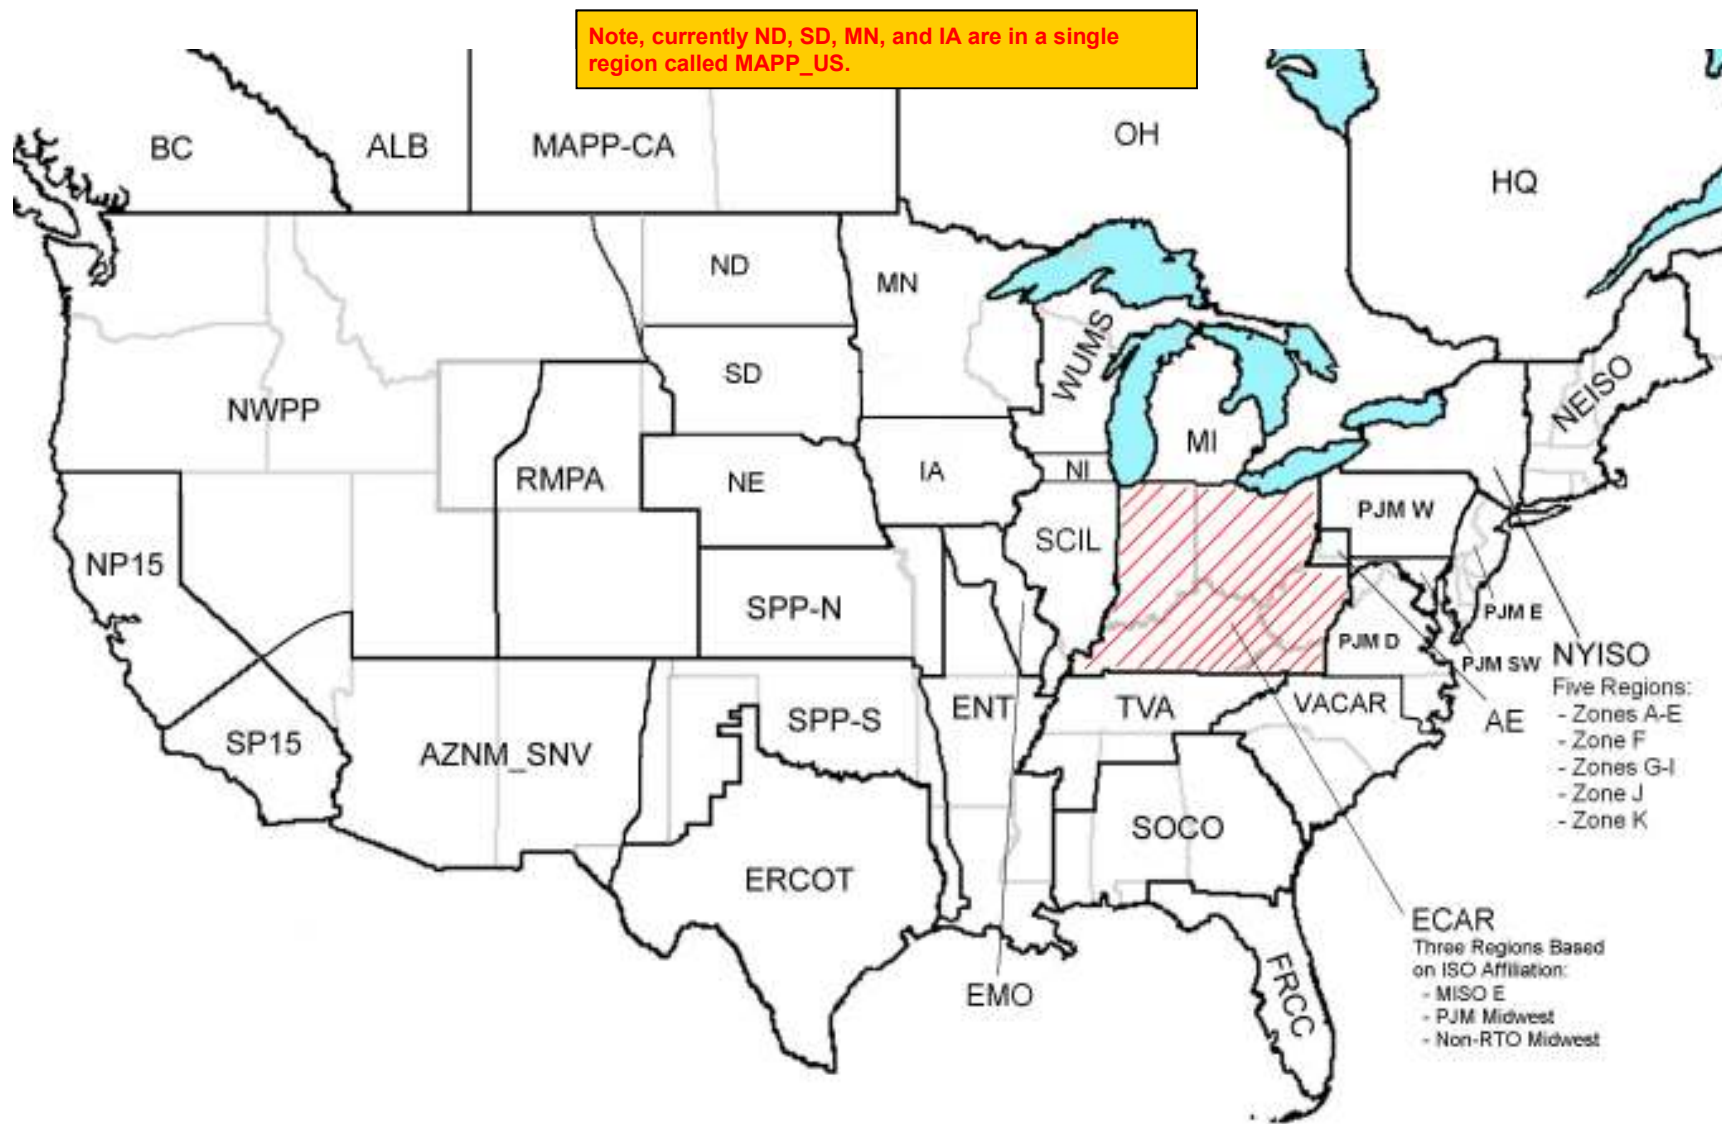 Note, currently ND, SD, MN, and IA are in a single
region called MAPP_US.
BC
ALB
MAPP-CA
OH
HQ
ND
MN
SD
WUMS
NEISO
NWPP
MI
RMPA
NE
IA
NI
PJM W
NP15
SCIL
SPP-N
PJM E
PJM D
PJM SW
NYISO
Five Regions:
- Zones A-E
- Zone F
- Zones G-I
- Zone J
- Zone K
AE
SP15
AZNM_SNV
SPP-S
ENT
TVA
VACAR
SOCO
ERCOT
ECAR
Three Regions Based
on ISO Affiliation:
- MISO E
- PJM Midwest
- Non-RTO Midwest
EMO
FRCC